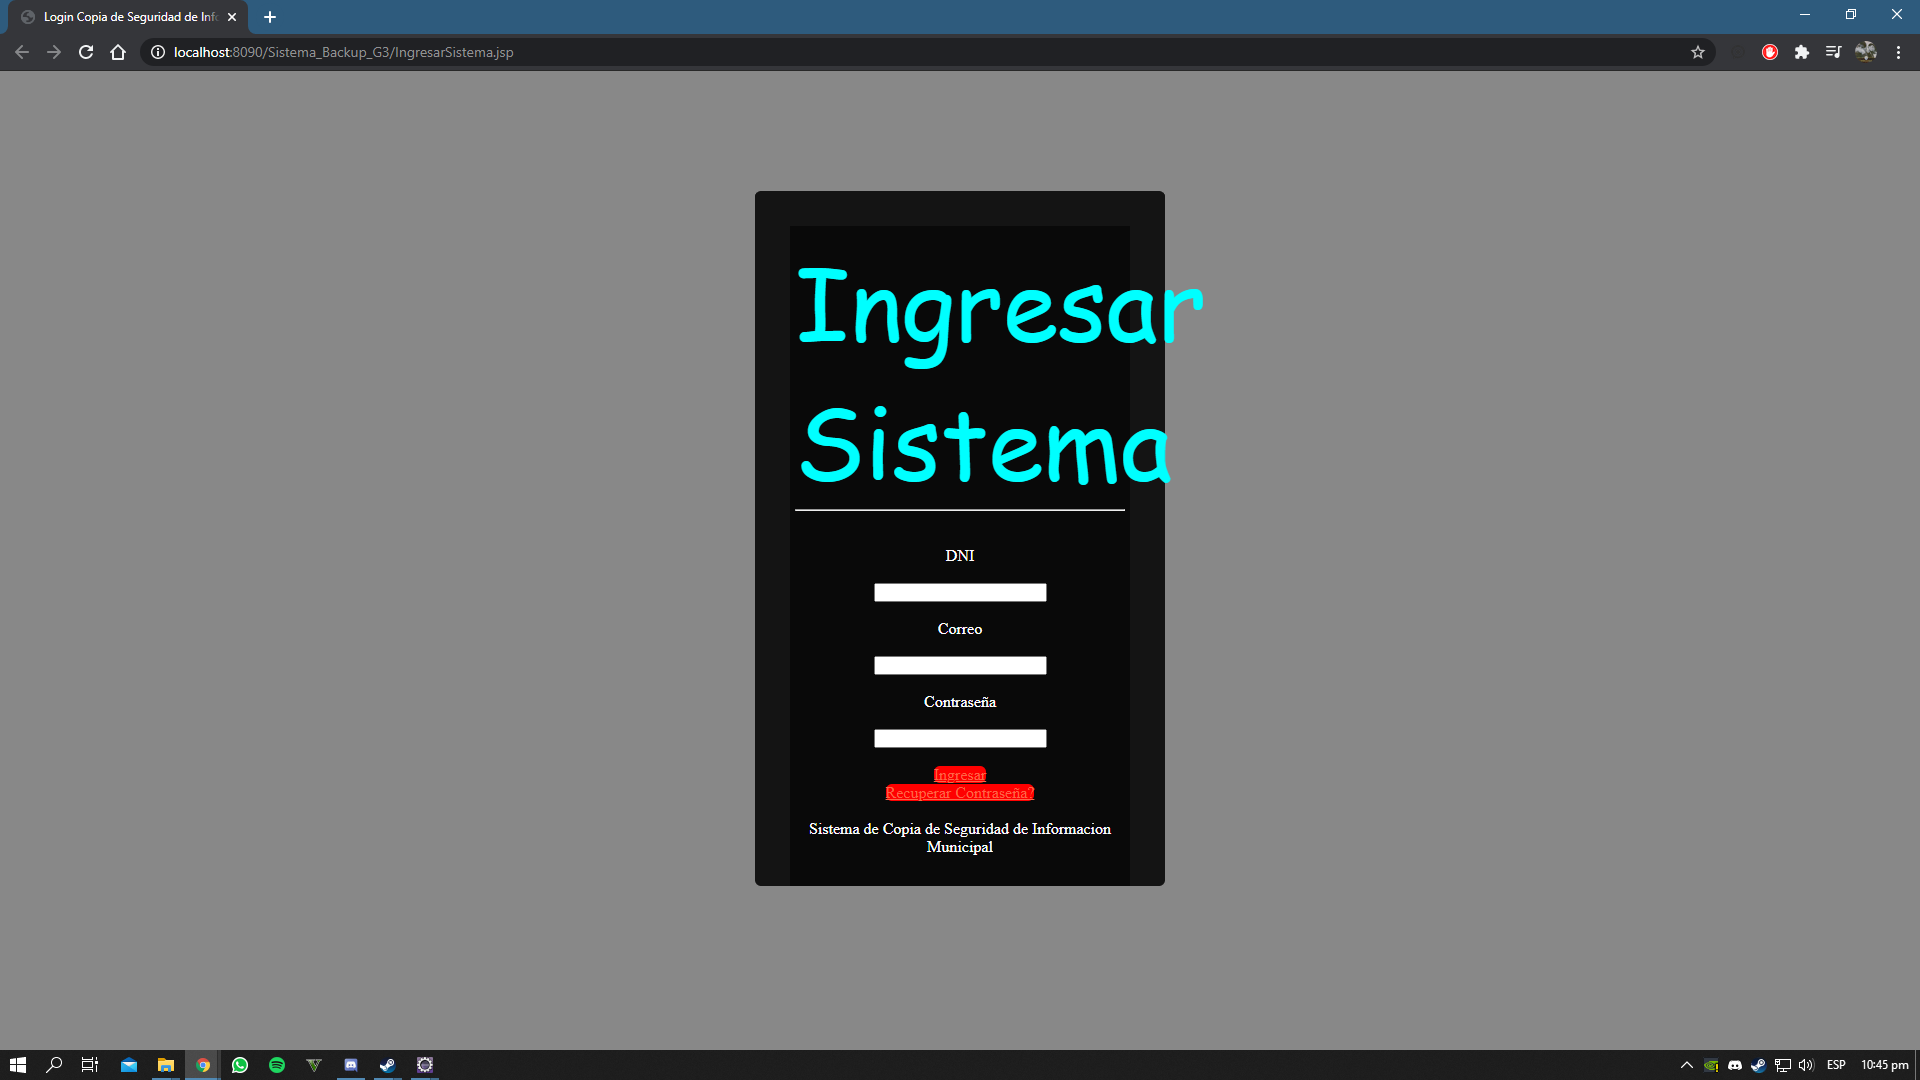 Login Copia de Seguridad de Inf
localhost:8090/Sistema_Backup_G3/IngresarSistema.jsp
Ingresar
Sistema
DNI
Correo
Contraseña
Ingresar
Recuperar Contraseña?
Sistema de Copia de Seguridad de Informacion
Municipal
ESP
10:45 pm